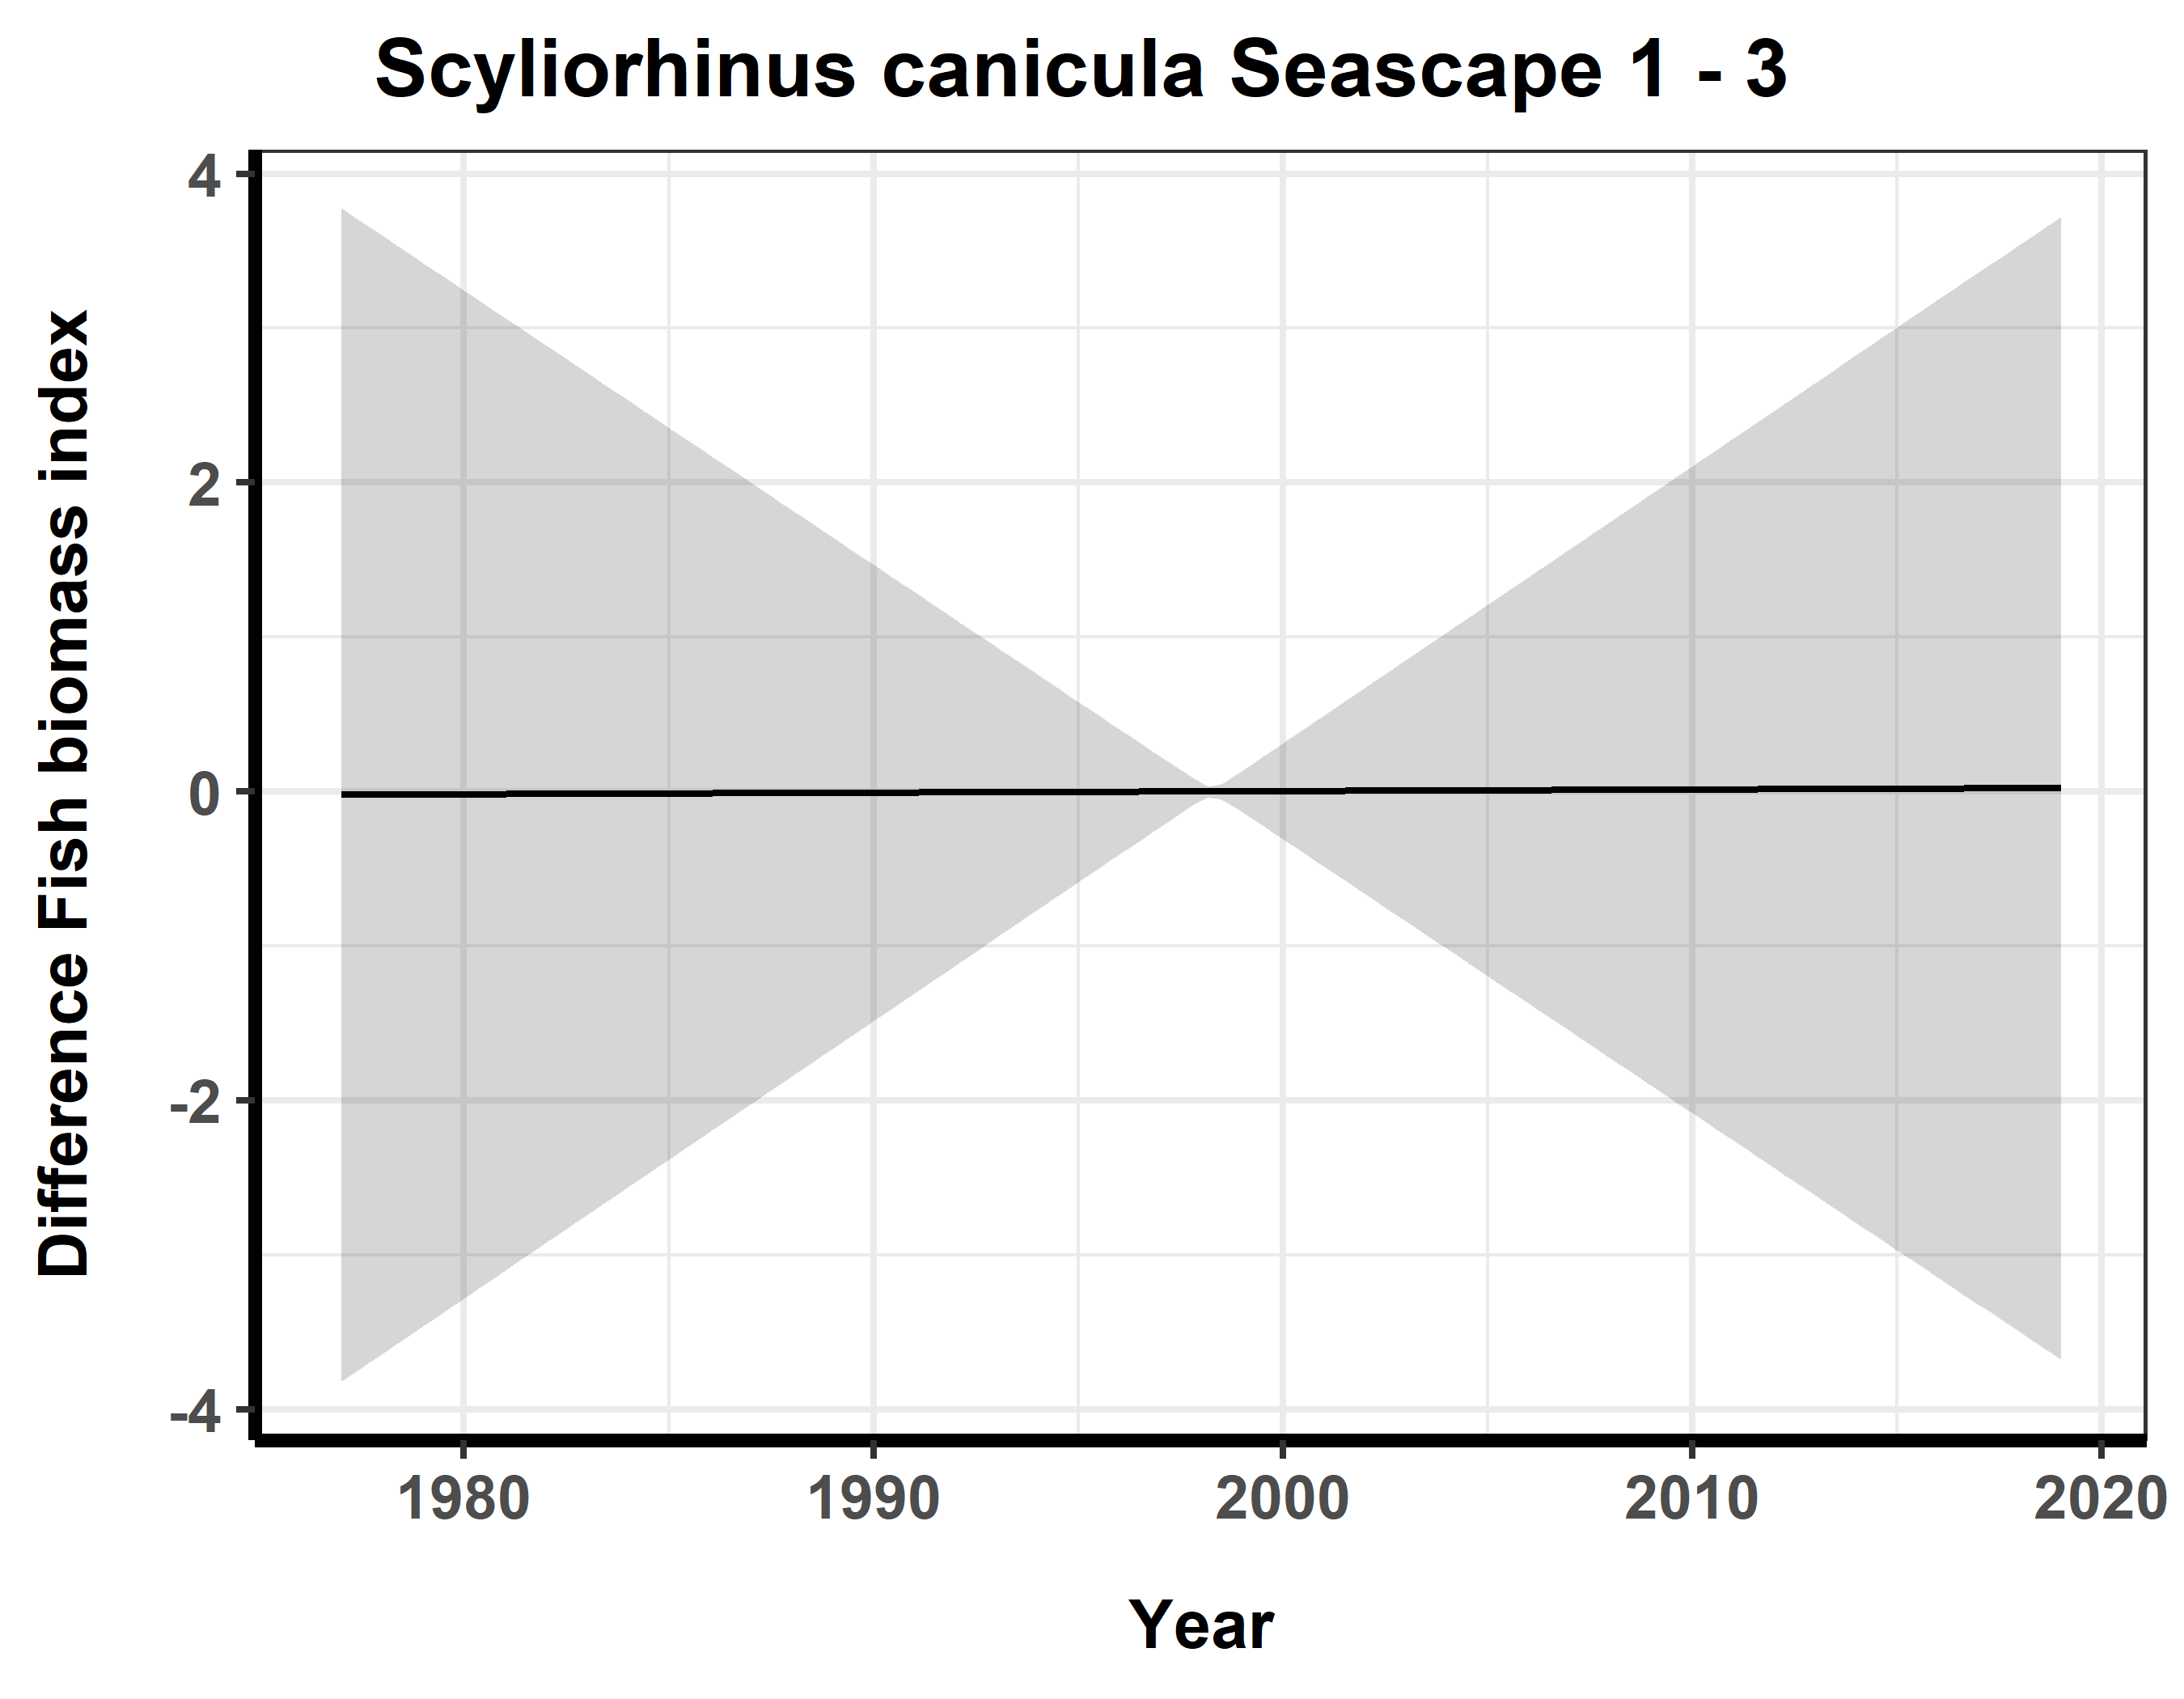 Scyliorhinus canicula Seascape 1 - 3
Difference Fish biomass index
4
2
0
-2
-4
1980 1990 2000 2010 2020
Year